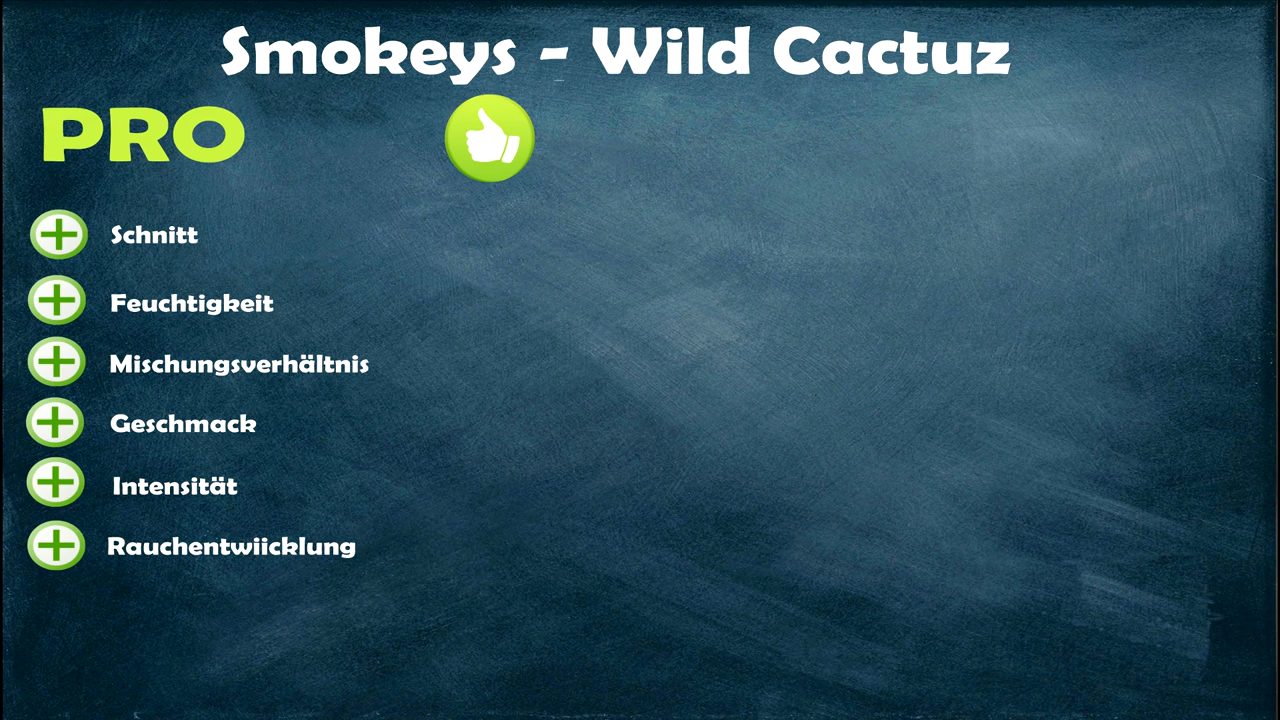 Smokeys - Wild Cactuz
PRO
Schnitt
Feuchtigkeit
Mischungsverhältnis
Geschmack
Intensität
Rauchentwiicklung